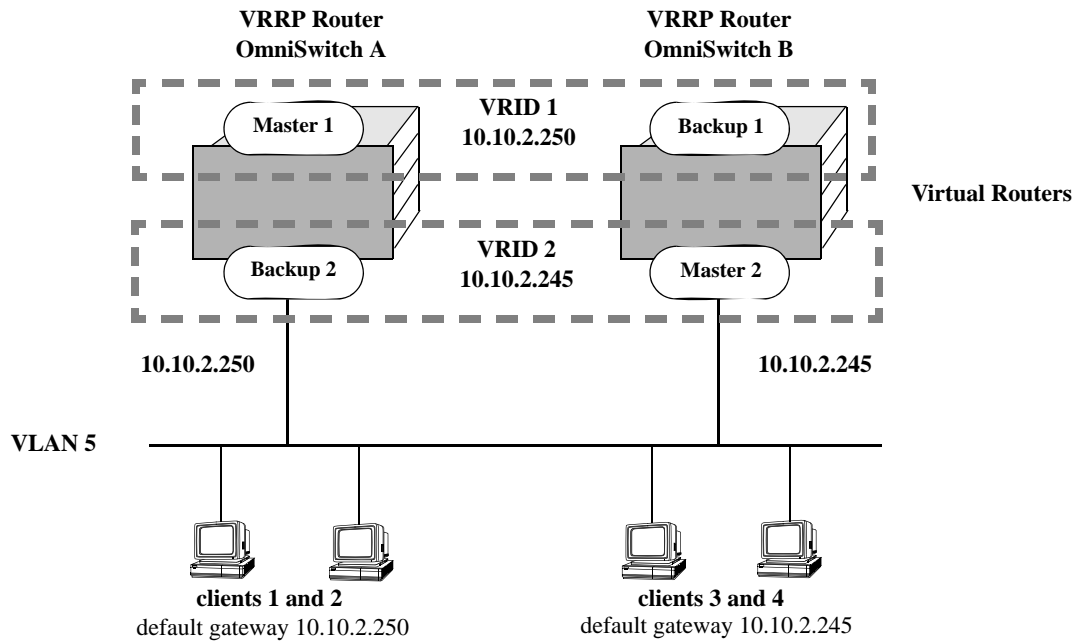 VRRP Router
OmniSwitch A
VRRP Router
OmniSwitch B
VRID 1
10.10.2.250
Master 1
Backup 1
Virtual Routers
VRID 2
10.10.2.245
Backup 2
Master 2
10.10.2.250
10.10.2.245
VLAN 5
clients 1 and 2
default gateway 10.10.2.250
clients 3 and 4
default gateway 10.10.2.245